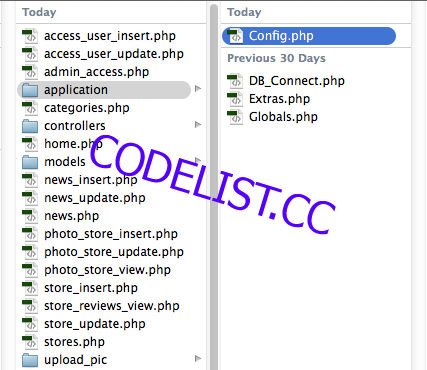 Today
access_user_insert.php
access_user_update.php
admin_access.php
application
categories.php
controllers
home.php
models
news_insert.php
news_update.php
news.php
photo_store_insert.php
photo_store_update.php
photo_store_view.php
store_insert.php
store_reviews_view.php
store_update.php
stores.php
upload_pic
Today
Config.php
Previous 30 Days
DB_Connect.php
Extras.php
Globals.php
CODELIST.CC